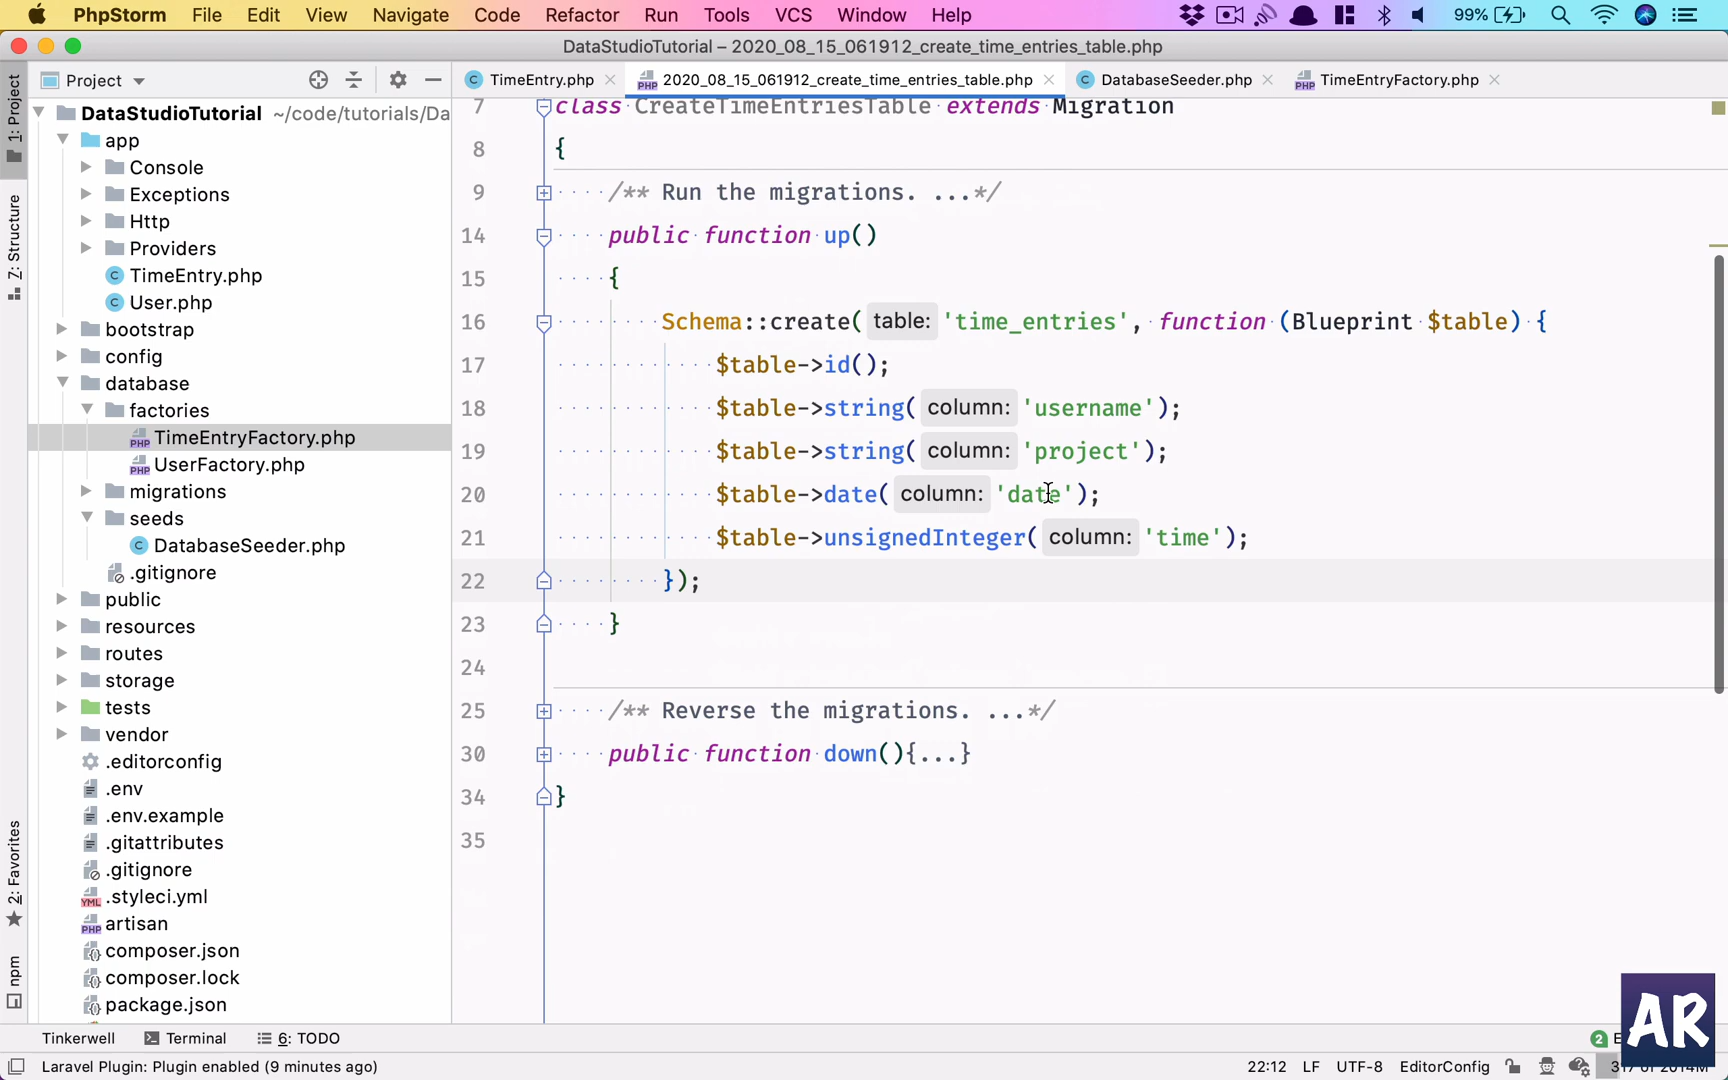 PhpStorm File Edit View Navigate Code Refactor Run Tools VCS Window Help 99%
DataStudioTutorial – 2020_08_15_061912_create_time_entries_table.php
Project
TimeEntry.php 2020_08_15_061912_create_time_entries_table.php DatabaseSeeder.php TimeEntryFactory.php
1: Project
7: Structure
2: Favorites
npm
DataStudioTutorial ~/code/tutorials/Da
app
Console
Exceptions
Http
Providers
C TimeEntry.php
C User.php
bootstrap
config
database
factories
PHP TimeEntryFactory.php
PHP UserFactory.php
migrations
seeds
C DatabaseSeeder.php
.gitignore
public
resources
routes
storage
tests
vendor
.editorconfig
.env
.env.example
.gitattributes
.gitignore
YML .styleci.yml
PHP artisan
composer.json
composer.lock
package.json
7 class CreateTimeEntriesTable extends Migration
8 {
9 /** Run the migrations. ...*/
14 public function up()
15 {
16 Schema::create( table: 'time_entries', function (Blueprint $table) {
17 $table->id();
18 $table->string( column: 'username');
19 $table->string( column: 'project');
20 $table->date( column: 'date');
21 $table->unsignedInteger( column: 'time');
22 });
23 }
24
25 /** Reverse the migrations. ...*/
30 public function down(){...}
34 }
35
AR
Tinkerwell Terminal 6: TODO 2
Laravel Plugin: Plugin enabled (9 minutes ago) 22:12 LF UTF-8 EditorConfig